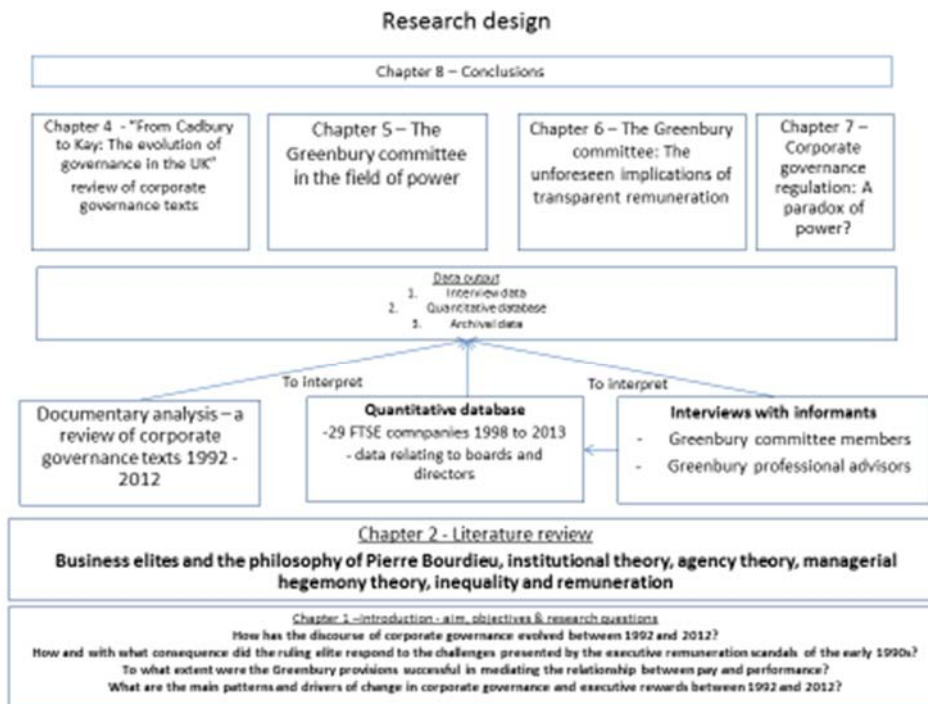 Research design
Chapter 8 – Conclusions
Chapter 4 - "From Cadbury
to Kay: The evolution of
governance in the UK"
review of corporate
governance texts
Chapter 5 – The
Greenbury committee
in the field of power
Chapter 6 – The Greenbury
committee: The
unforeseen implications of
transparent remuneration
Chapter 7 –
Corporate
governance
regulation: A
paradox of
power?
Data output
1. Interview data
2. Quantitative database
3. Archival data
To interpret
To interpret
Documentary analysis – a
review of corporate
governance texts 1992 -
2012
Quantitative database
-29 FTSE comnpanies 1998 to 2013
- data relating to boards and
directors
Interviews with informants
- Greenbury committee members
- Greenbury professional advisors
Chapter 2 - Literature review
Business elites and the philosophy of Pierre Bourdieu, institutional theory, agency theory, managerial
hegemony theory, inequality and remuneration
Chapter 1 –Introduction - aim, objectives & research questions
How has the discourse of corporate governance evolved between 1992 and 2012?
How and with what consequence did the ruling elite respond to the challenges presented by the executive remuneration scandals of the early 1990s?
To what extent were the Greenbury provisions successful in mediating the relationship between pay and performance?
What are the main patterns and drivers of change in corporate governance and executive rewards between 1992 and 2012?